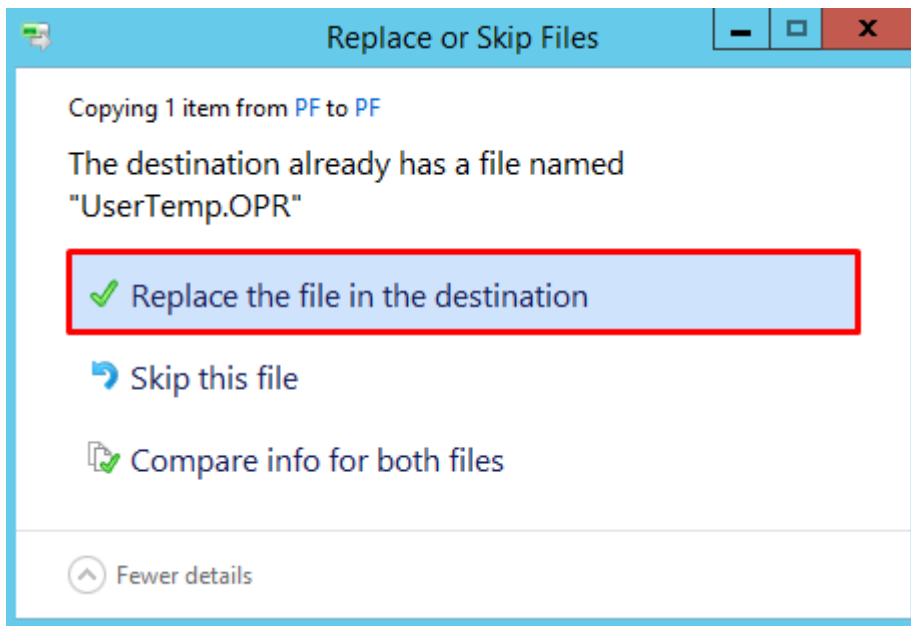 Replace or Skip Files
Copying 1 item from PF to PF
The destination already has a file named
"UserTemp.OPR"
Replace the file in the destination
Skip this file
Compare info for both files
Fewer details